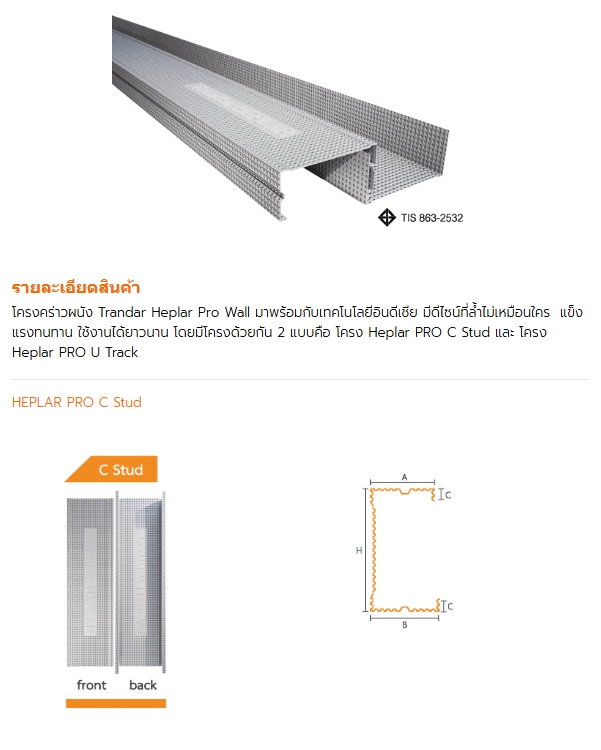 TIS 863-2532
รายละเอียดสินค้า
โครงคร่าวผนัง Trandar Heplar Pro Wall มาพร้อมกับเทคโนโลยีอินดีเซีย มีดีไซน์ที่ล้ำไม่เหมือนใคร แข็ง
แรงทนทาน ใช้งานได้ยาวนาน โดยมีโครงด้วยกัน 2 แบบคือ โครง Heplar PRO C Stud และ โครง
Heplar PRO U Track
HEPLAR PRO C Stud
C Stud
A
C
H
C
B
front back